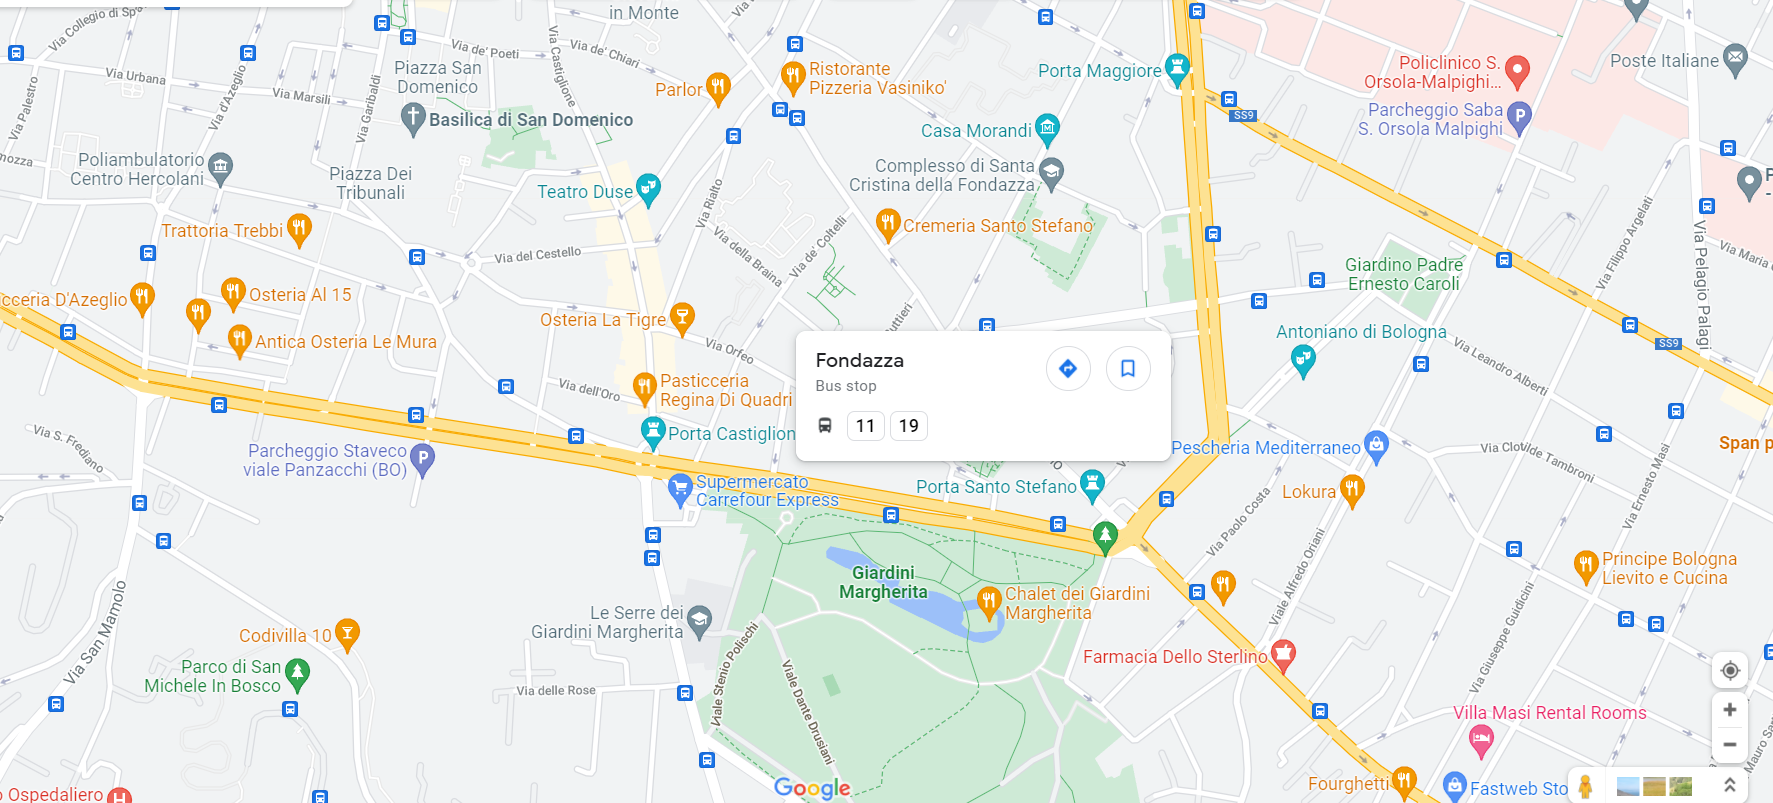 Via Collegio di Spa
in Monte
Via de' Poeti
Via de' Chiari
Via Castiglione
Piazza San
Domenico
Via Urbana
Via Marsili
Via Palestro
Via d'Azeglio
Via Garibaldi
Parlor
Ristorante
Pizzeria Vasiniko'
Porta Maggiore
Policlinico S.
Orsola-Malpighi...
Poste Italiane
Parcheggio Saba
S. Orsola Malpighi
SS9
Basilica di San Domenico
Casa Morandi
mozza
Poliambulatorio
Centro Hercolani
Piazza Dei
Tribunali
Complesso di Santa
Cristina della Fondazza
Teatro Duse
Via Rialto
Trattoria Trebbi
Cremeria Santo Stefano
Via della Braina
Via de' Coltelli
Via del Cestello
Via Filippo Argelati
Via Pelagio Palagi
Via Maria
Giardino Padre
Ernesto Caroli
cceria D'Azeglio
Osteria Al 15
Osteria La Tigre
Antica Osteria Le Mura
Via Orfeo
uttieri
Antoniano di Bologna
SS9
Via Leandro Alberti
Fondazza
Bus stop
11
19
Via dell'Oro
Pasticceria
Regina Di Quadri
Via S. Frediano
Porta Castiglion
Parcheggio Staveco
viale Panzacchi (BO)
Pescheria Mediterraneo
Via Clotilde Tambroni
Span p
Supermercato
Carrefour Express
Porta Santo Stefano
Lokura
Via Ernesto Masi
Via Paolo Costa
Viale Alfredo Oriani
Giardini
Margherita
Chalet dei Giardini
Margherita
Principe Bologna
Lievito e Cucina
Via San Mamolo
Le Serre dei
Giardini Margherita
Codivilla 10
Parco di San
Michele In Bosco
Viale Stenio Polischi
Viale Dante Drusiani
Via delle Rose
Farmacia Dello Sterlino
Via Giuseppe Guidicini
Villa Masi Rental Rooms
Mauro Sar
Ospedaliero
Google
Fourghetti
Fastweb Sto